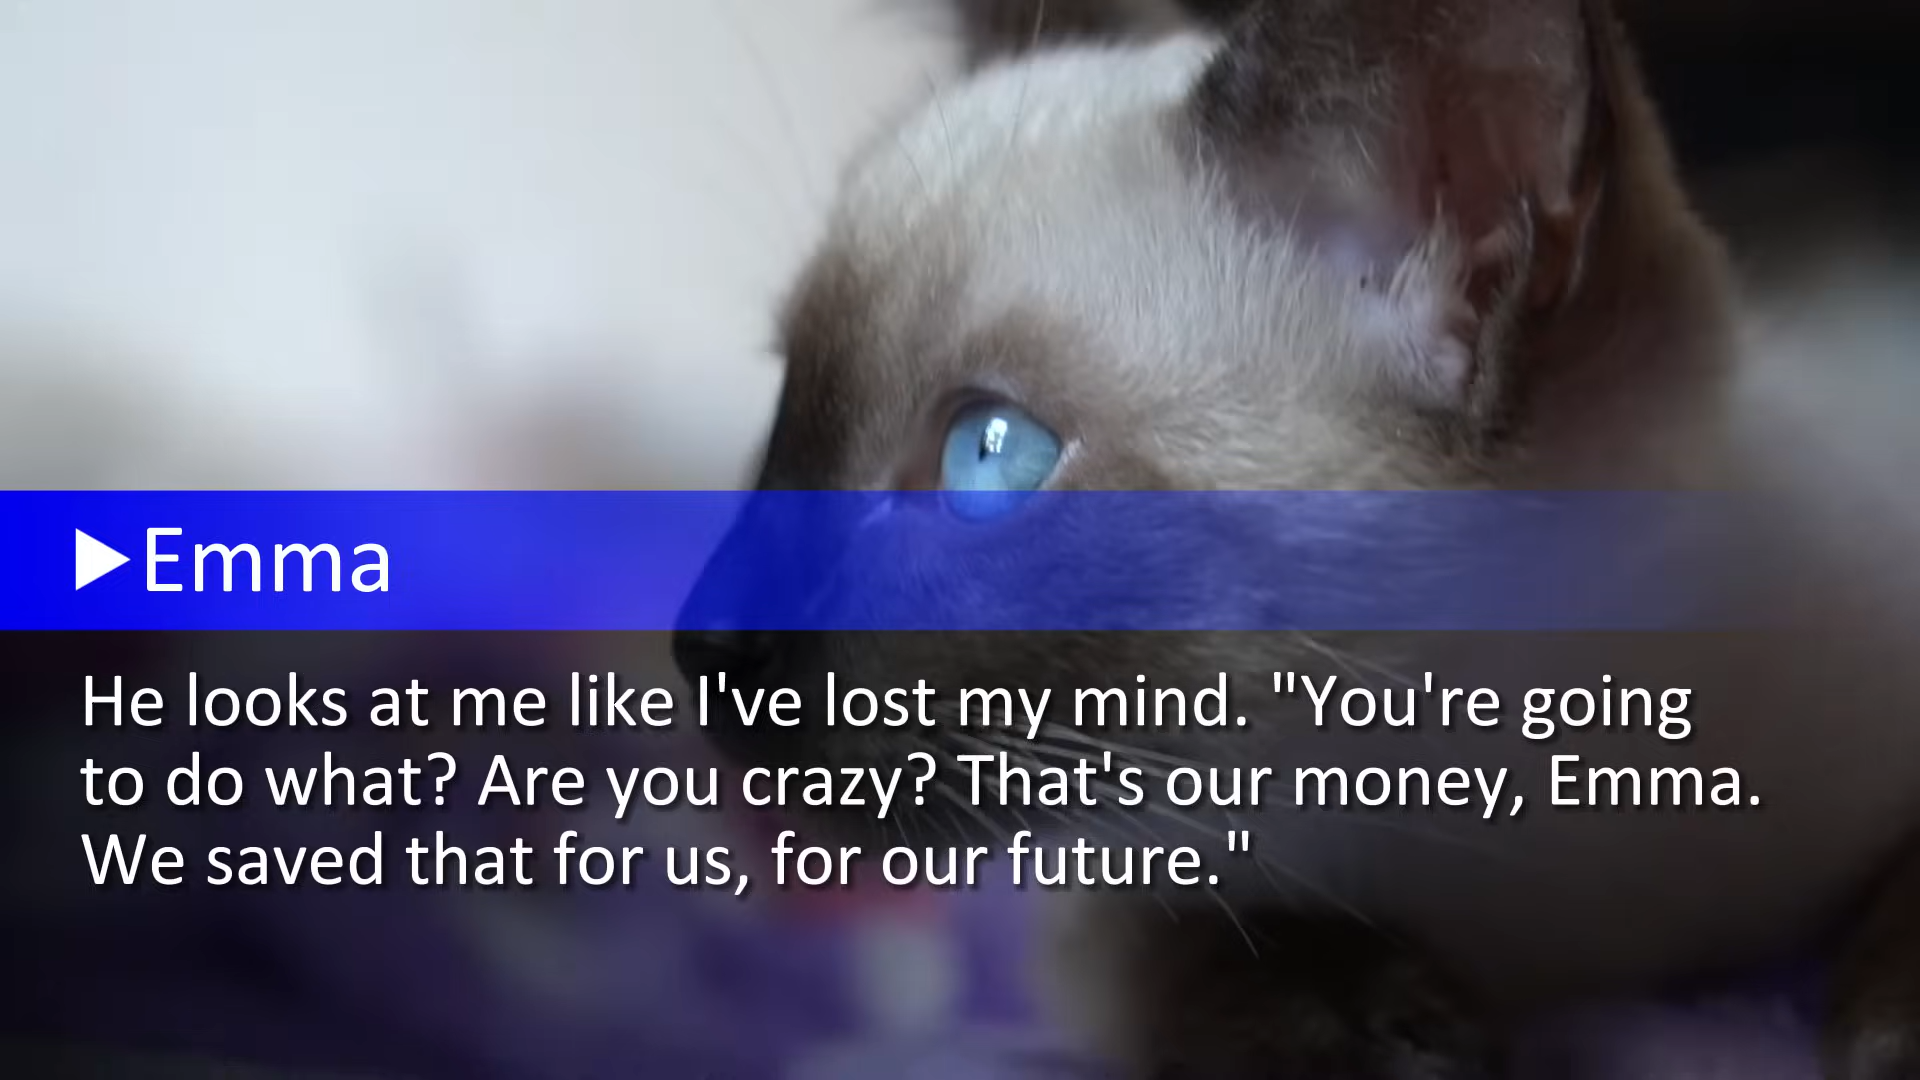 Emma
He looks at me like I've lost my mind. "You're going
to do what? Are you crazy? That's our money, Emma.
We saved that for us, for our future."